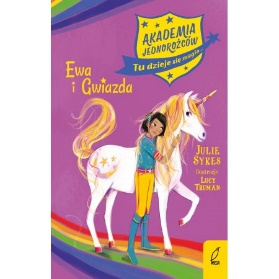 AKADEMIA
JEDNOROŻCÓW
Tu dzieje się magia...
Ewa
i Gwiazda
JULIE
SYKES
Ilustracje
LUCY
TRUMAN